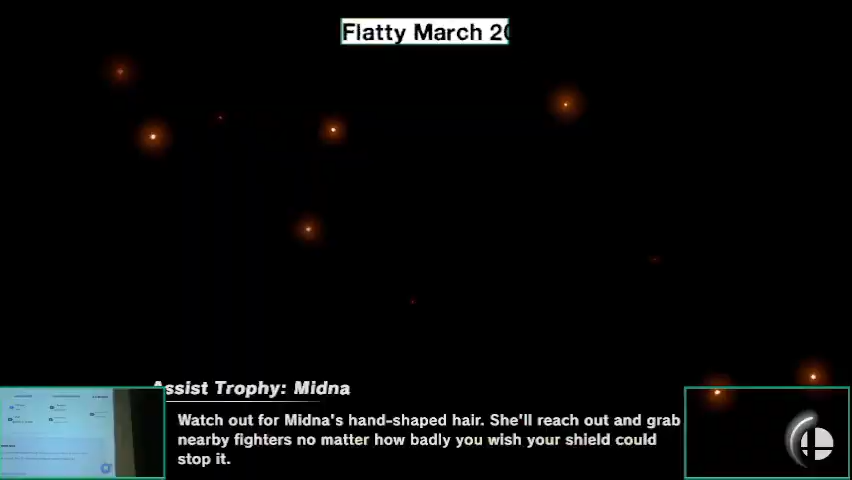 Flatty March 20
Assist Trophy: Midna
Watch out for Midna's hand-shaped hair. She'll reach out and grab
nearby fighters no matter how badly you wish your shield could
stop it.